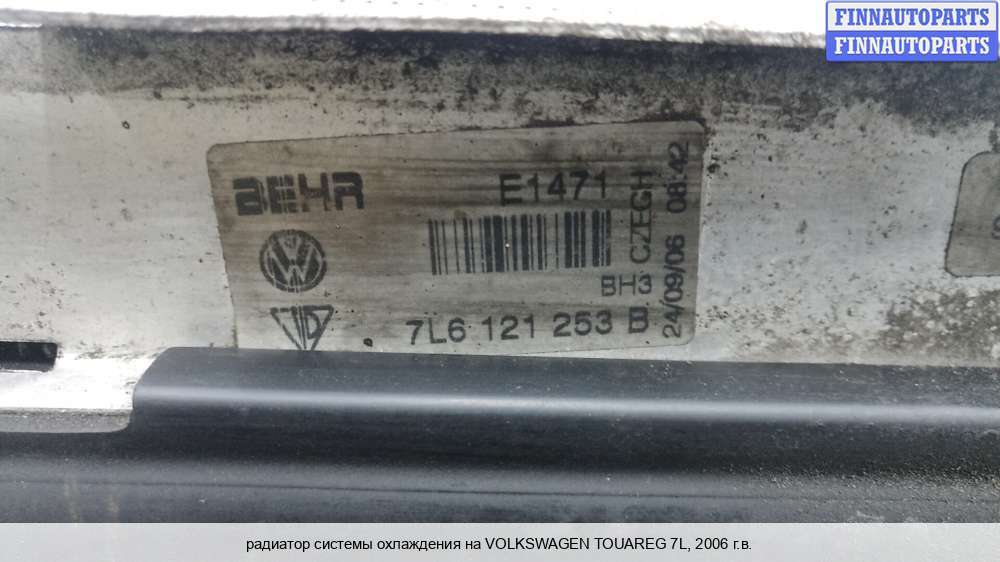 FINNAUTOPARTS
FINNAUTOPARTS
BEHR
E1471
BH3
7L6 121 253 B
CZEGH
24/09/06 08:42
радиатор системы охлаждения на VOLKSWAGEN TOUAREG 7L, 2006 г.в.